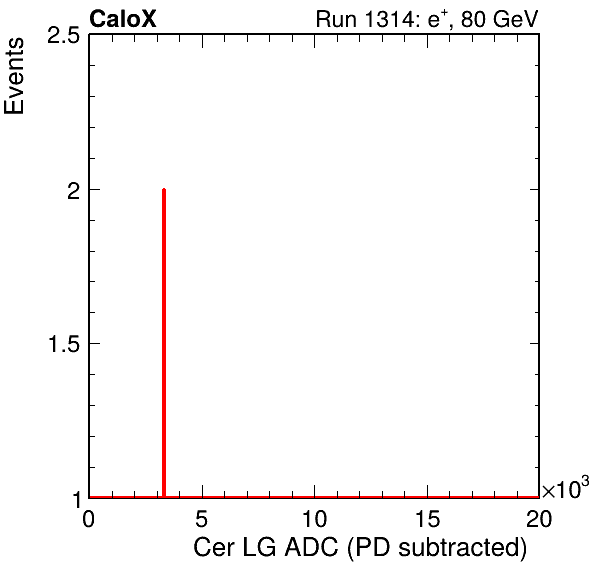 CaloX Run 1314: e⁺, 80 GeV
Events
2.5
2
1.5
1
0 5 10 15 20
×10³
Cer LG ADC (PD subtracted)